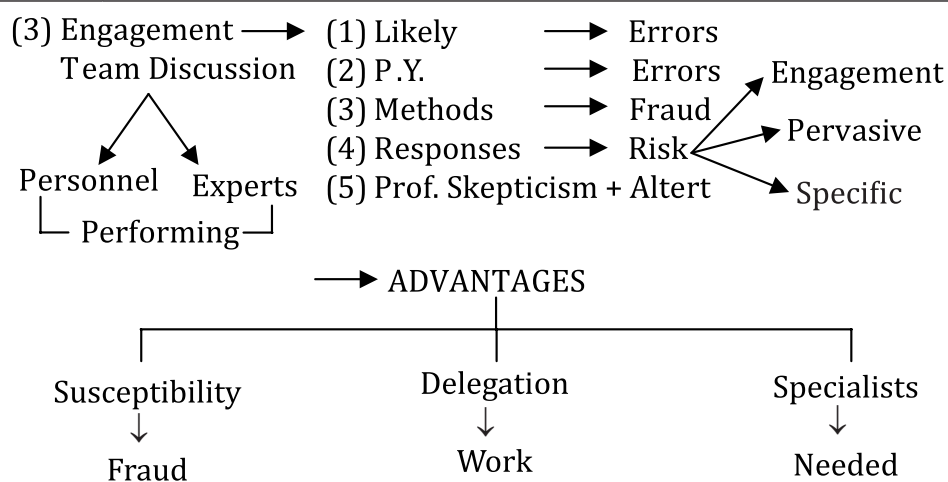 (3) Engagement
Team Discussion
Personnel
Experts
Performing
(1) Likely
Errors
(2) P.Y.
Errors
(3) Methods
Fraud
(4) Responses
Risk
(5) Prof. Skepticism + Altert
Engagement
Pervasive
Specific
ADVANTAGES
Susceptibility
Fraud
Delegation
Work
Specialists
Needed